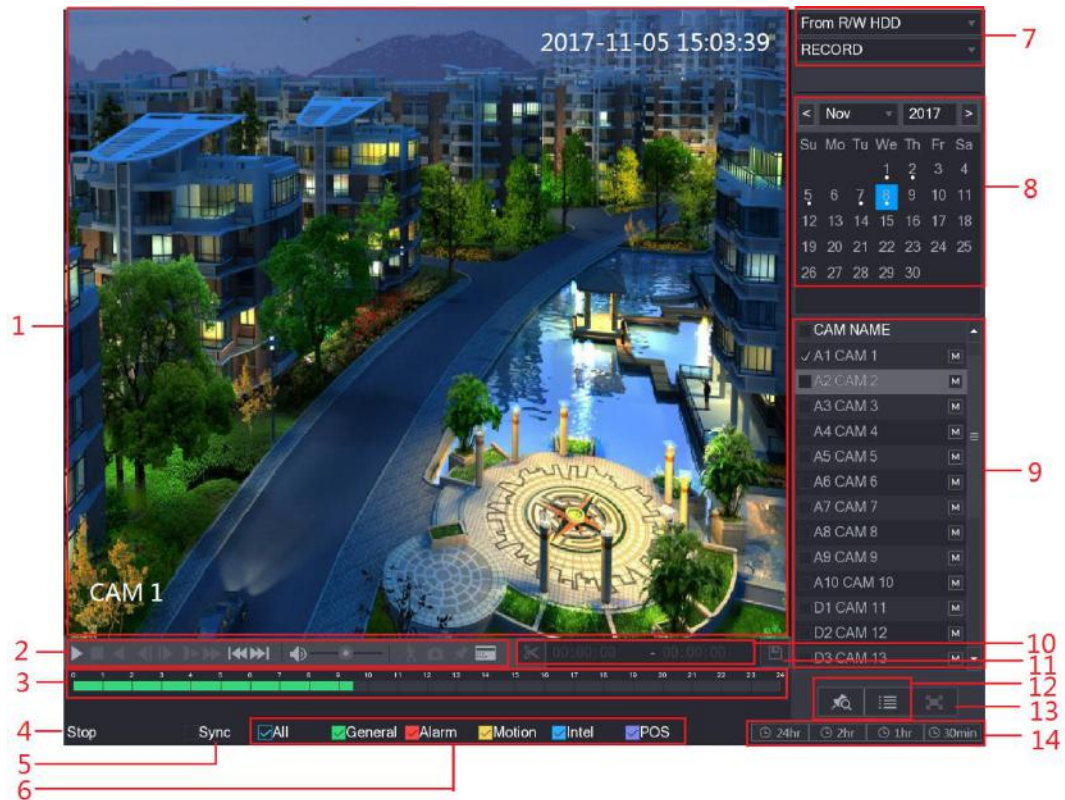 2017-11-05 15:03:39
CAM 1
From R/W HDD
RECORD
7
< Nov 2017 >
Su Mo Tu We Th Fr Sa
1 2 3 4
5 6 7 8 9 10 11
12 13 14 15 16 17 18
19 20 21 22 23 24 25
26 27 28 29 30
8
1
CAM NAME
A1 CAM 1 M
A2 CAM 2 M
A3 CAM 3 M
A4 CAM 4 M
A5 CAM 5 M
A6 CAM 6 M
A7 CAM 7 M
A8 CAM 8 M
A9 CAM 9 M
A10 CAM 10 M
D1 CAM 11 M
D2 CAM 12 M
D3 CAM 13 M
9
2
00:00:00 - 00:00:00
10
11
3
0 1 2 3 4 5 6 7 8 9 10 11 12 13 14 15 16 17 18 19 20 21 22 23 24
12
13
4
Stop Sync All General Alarm Motion Intel POS
24hr 2hr 1hr 30min
14
5
6